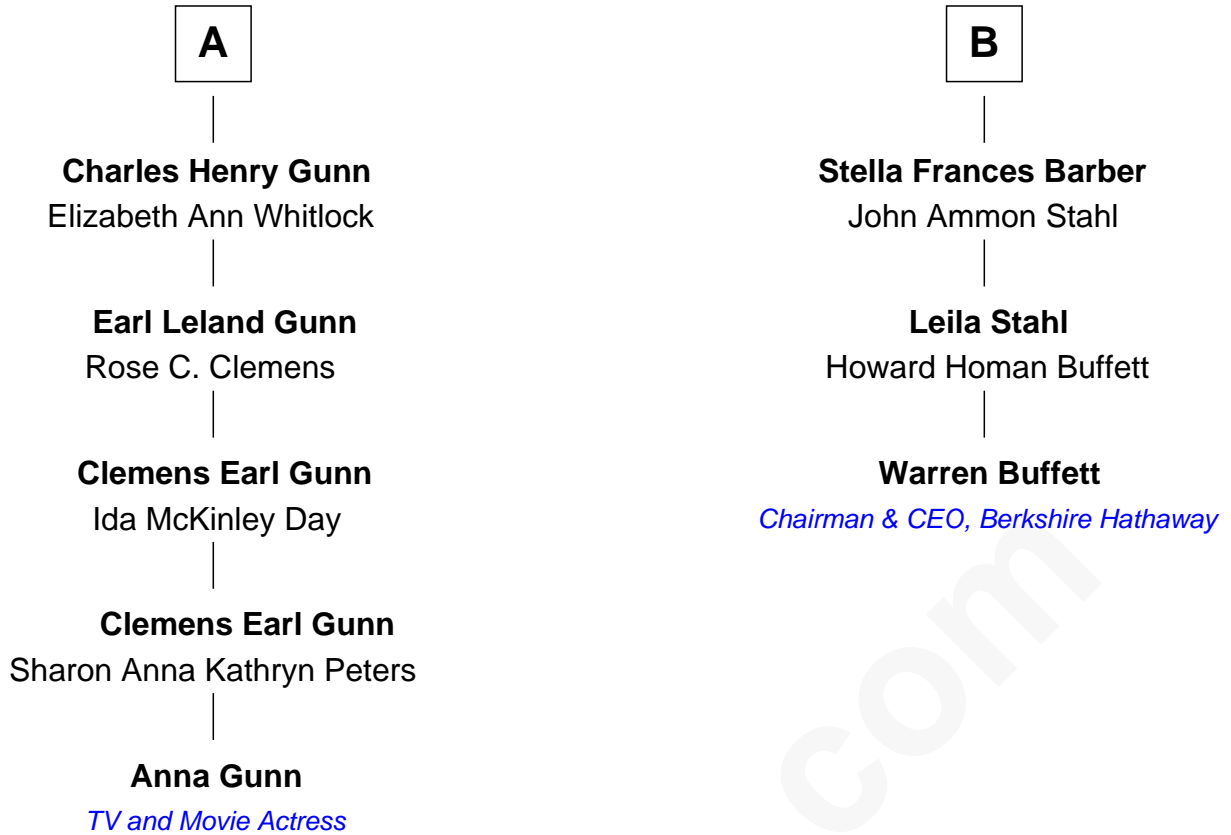 A
Charles Henry Gunn
Elizabeth Ann Whitlock
Earl Leland Gunn
Rose C. Clemens
Clemens Earl Gunn
Ida McKinley Day
Clemens Earl Gunn
Sharon Anna Kathryn Peters
Anna Gunn
TV and Movie Actress
B
Stella Frances Barber
John Ammon Stahl
Leila Stahl
Howard Homan Buffett
Warren Buffett
Chairman & CEO, Berkshire Hathaway
com